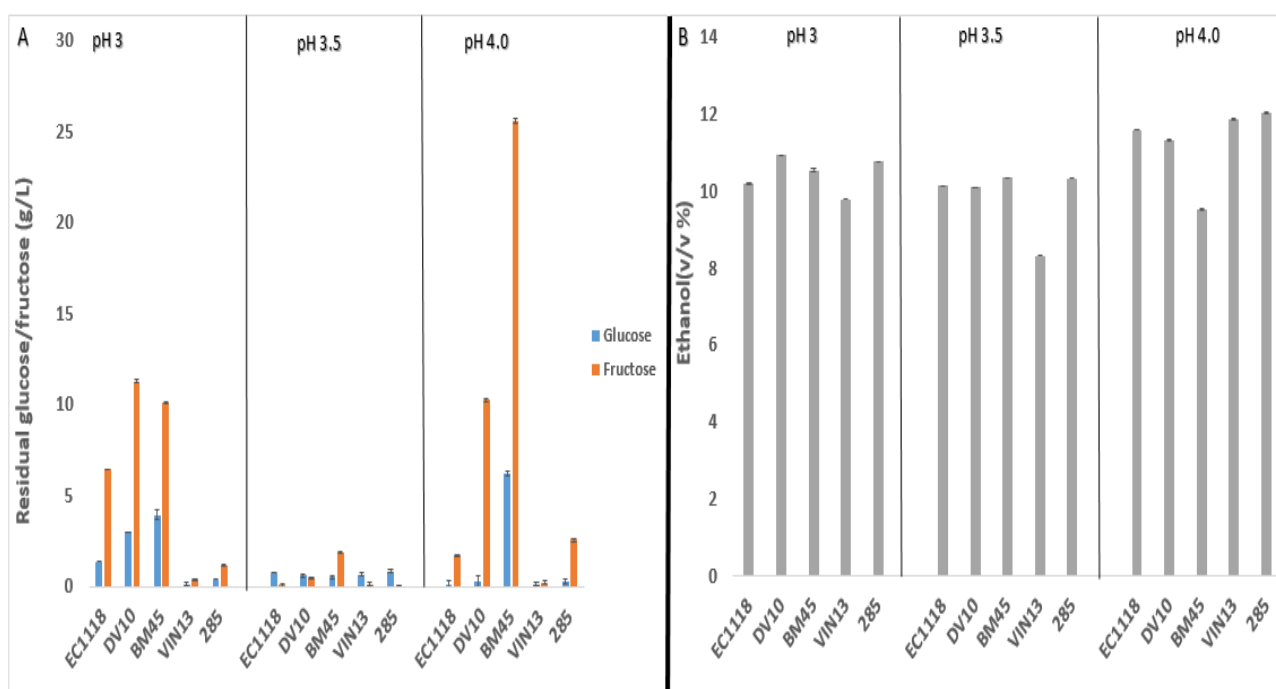 A
pH 3
pH 3.5
pH 4.0
Residual glucose/fructose (g/L)
30
25
20
15
10
5
0
Glucose
Fructose
EC1118 DV10 BM45 VIN13 285
EC1118 DV10 BM45 VIN13 285
EC1118 DV10 BM45 VIN13 285
B
pH 3
pH 3.5
pH 4.0
Ethanol(v/v %)
14
12
10
8
6
4
2
0
EC1118 DV10 BM45 VIN13 285
EC1118 DV10 BM45 VIN13 285
EC1118 DV10 BM45 VIN13 285